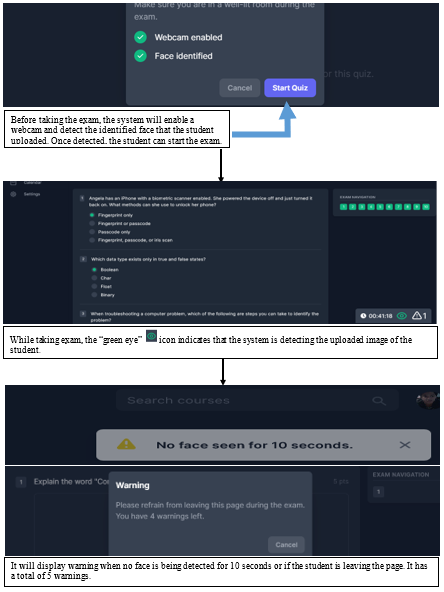 Make sure you are in a well-lit room during the
exam.
Webcam enabled
Face identified
Cancel
Start Quiz
or this quiz.
Before taking the exam, the system will enable a
webcam and detect the identified face that the student
uploaded. Once detected, the student can start the exam.
Calendar
Settings
1 Angela has an iPhone with a biometric scanner enabled. She powered the device off and just turned it
back on. What methods can she use to unlock her phone?
Fingerprint only
Fingerprint or passcode
Passcode only
Fingerprint, passcode, or iris scan
2 Which data type exists only in true and false states?
Boolean
Char
Float
Binary
3 When troubleshooting a computer problem, which of the following are steps you can take to identify the
problem?
EXAM NAVIGATION
1 2 3 4 5 6 7 8 9 10
00:41:18 1
While taking exam, the "green eye" icon indicates that the system is detecting the uploaded image of the
student.
Search courses
No face seen for 10 seconds.
1 Explain the word "Co
5 pts
EXAM NAVIGATION
1
Warning
Please refrain from leaving this page during the exam.
You have 4 warnings left.
Cancel
It will display warning when no face is being detected for 10 seconds or if the student is leaving the page. It has
a total of 5 warnings.